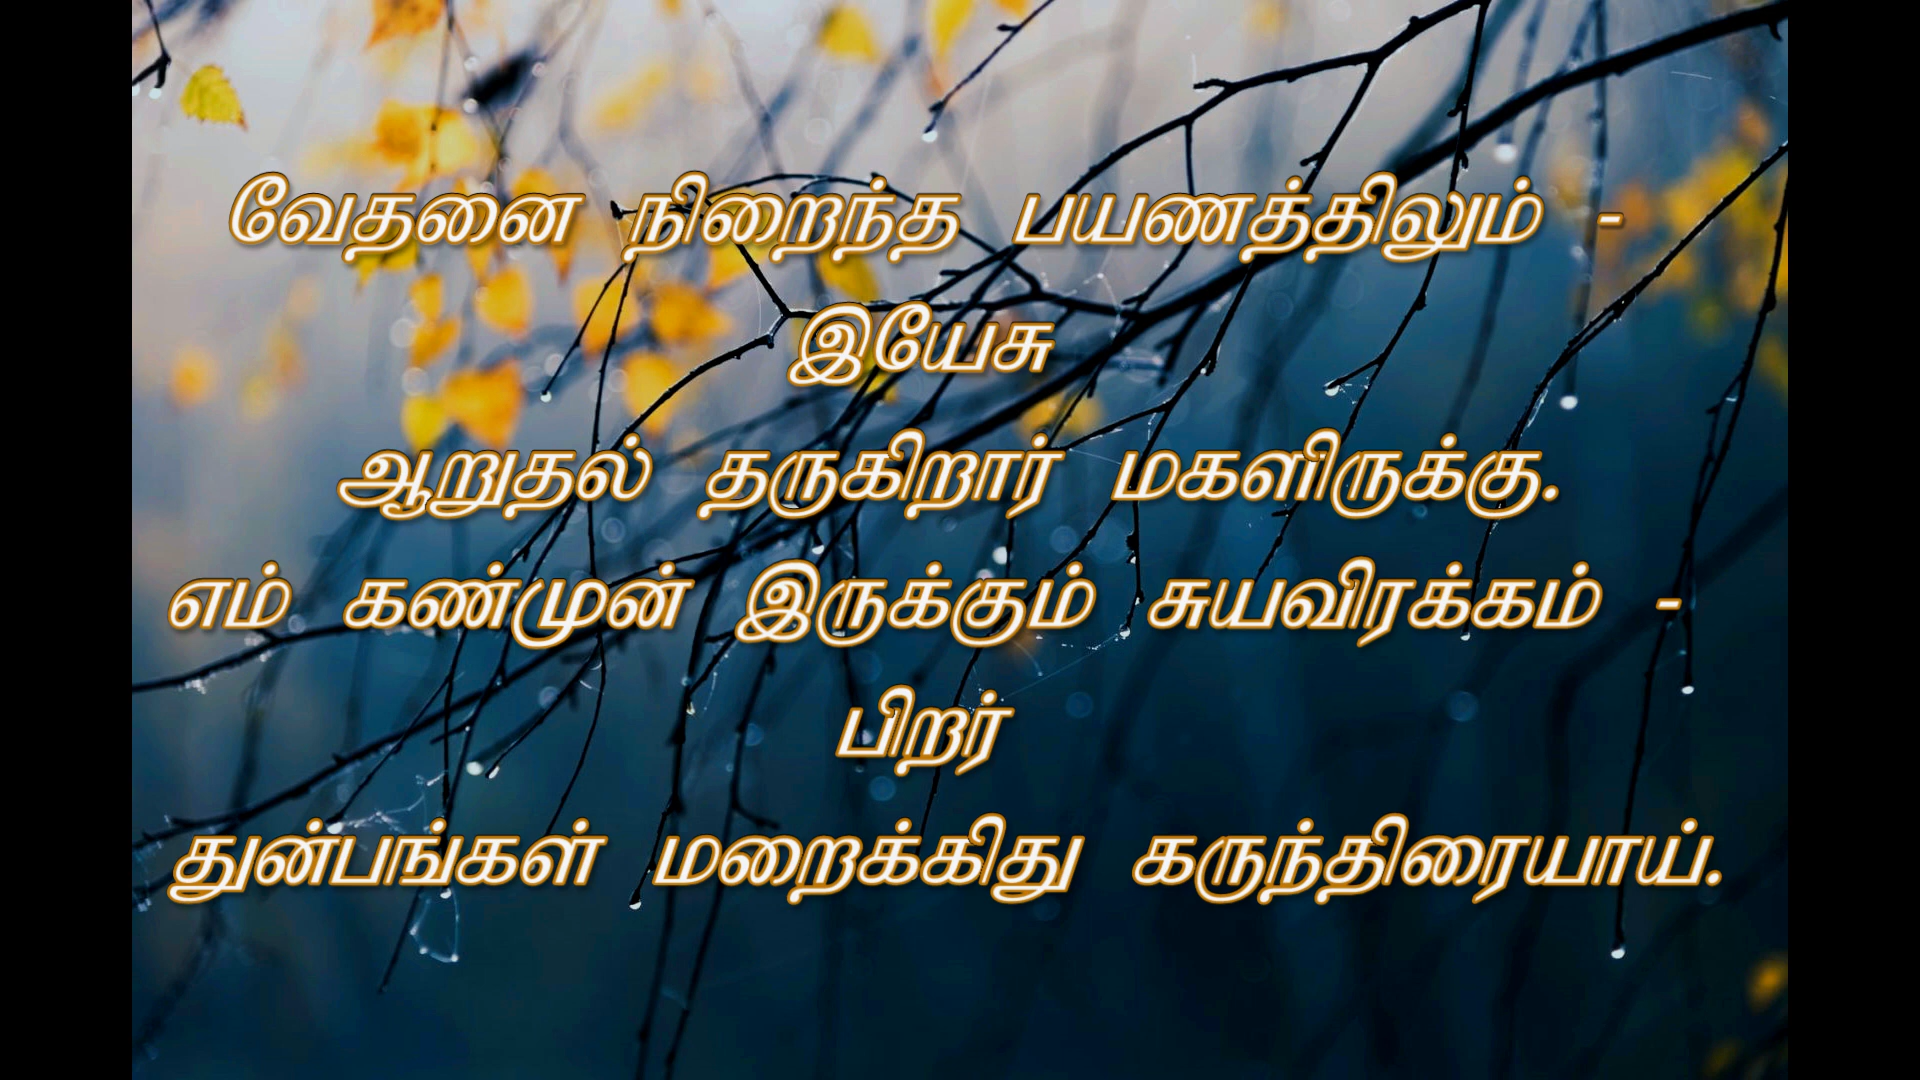 வேதனை நிறைந்த பயணத்திலும் -
இயேசு
ஆறுதல் தருகிறார் மகளிருக்கு.
எம் கண்முன் இருக்கும் சுயவிரக்கம் -
பிறர்
துன்பங்கள் மறைக்கிது கருந்திரையாய்.